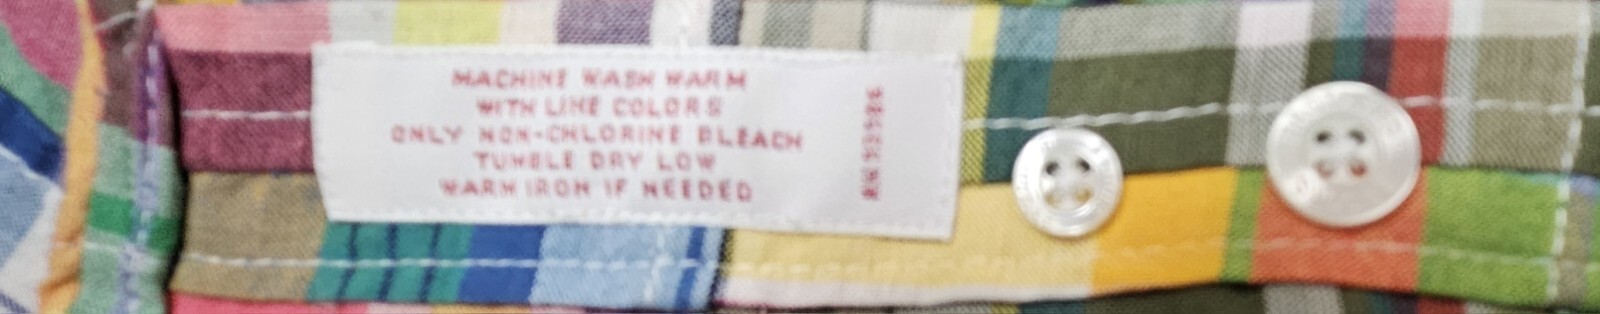 MACHINE WASH WARM
WITH LIKE COLORS
ONLY NON-CHLORINE BLEACH
TUMBLE DRY LOW
WARM IRON IF NEEDED